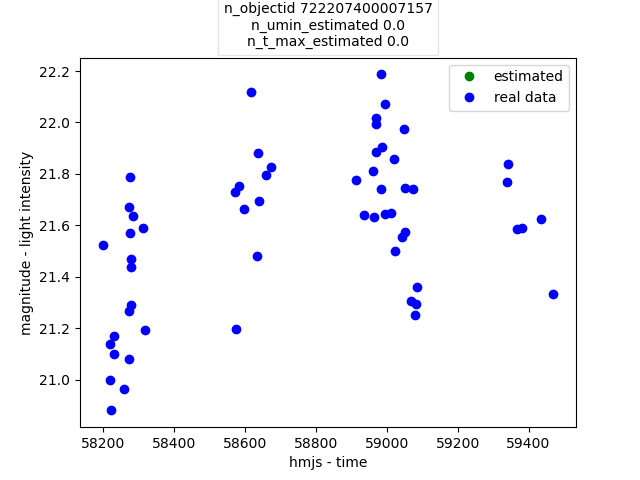 n_objectid 722207400007157
n_umin_estimated 0.0
n_t_max_estimated 0.0
estimated
real data
22.2
22.0
21.8
21.6
21.4
21.2
21.0
magnitude - light intensity
58200 58400 58600 58800 59000 59200 59400
hmjs - time